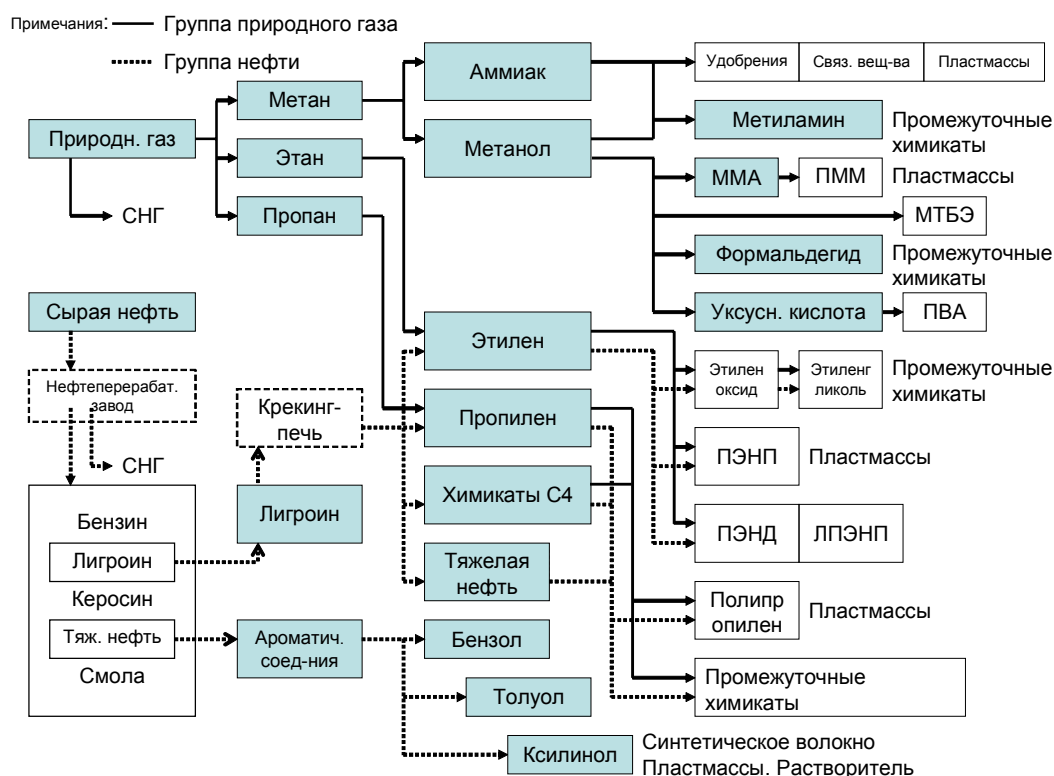 Примечания: Группа природного газа
Группа нефти
Природн. газ
СНГ
Метан
Этан
Пропан
Аммиак
Метанол
Удобрения
Связ. вещ-ва
Пластмассы
Метиламин
Промежуточные
химикаты
ММА
ПММ
Пластмассы
МТБЭ
Формальдегид
Промежуточные
химикаты
Уксусн. кислота
ПВА
Сырая нефть
Нефтеперерабат.
завод
СНГ
Бензин
Лигроин
Керосин
Тяж. нефть
Смола
Крекинг-
печь
Лигроин
Ароматич.
соед-ния
Этилен
Пропилен
Химикаты С4
Тяжелая
нефть
Бензол
Толуол
Ксилинол
Этилен
оксид
Этиленг
ликоль
Промежуточные
химикаты
ПЭНП
Пластмассы
ПЭНД
ЛПЭНП
Полипр
опилен
Пластмассы
Промежуточные
химикаты
Синтетическое волокно
Пластмассы. Растворитель